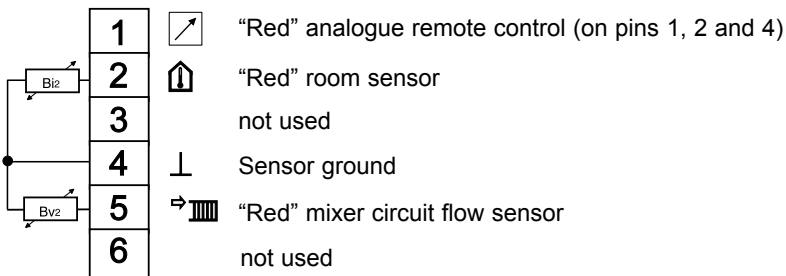 1 “Red” analogue remote control (on pins 1, 2 and 4)
Bi2 2 “Red” room sensor
3 not used
4 Sensor ground
Bv2 5 “Red” mixer circuit flow sensor
6 not used